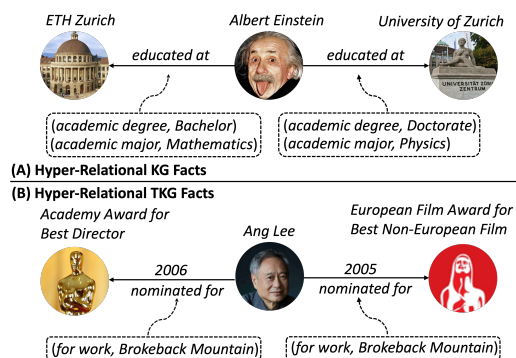 ETH Zurich
Albert Einstein
University of Zurich
educated at
educated at
UNIVERSITÄT ZÜRICH
ZENTRUM
(academic degree, Bachelor)
(academic major, Mathematics)
(academic degree, Doctorate)
(academic major, Physics)
(A) Hyper-Relational KG Facts
(B) Hyper-Relational TKG Facts
Academy Award for
Best Director
Ang Lee
European Film Award for
Best Non-European Film
2006
nominated for
2005
nominated for
(for work, Brokeback Mountain)
(for work, Brokeback Mountain)